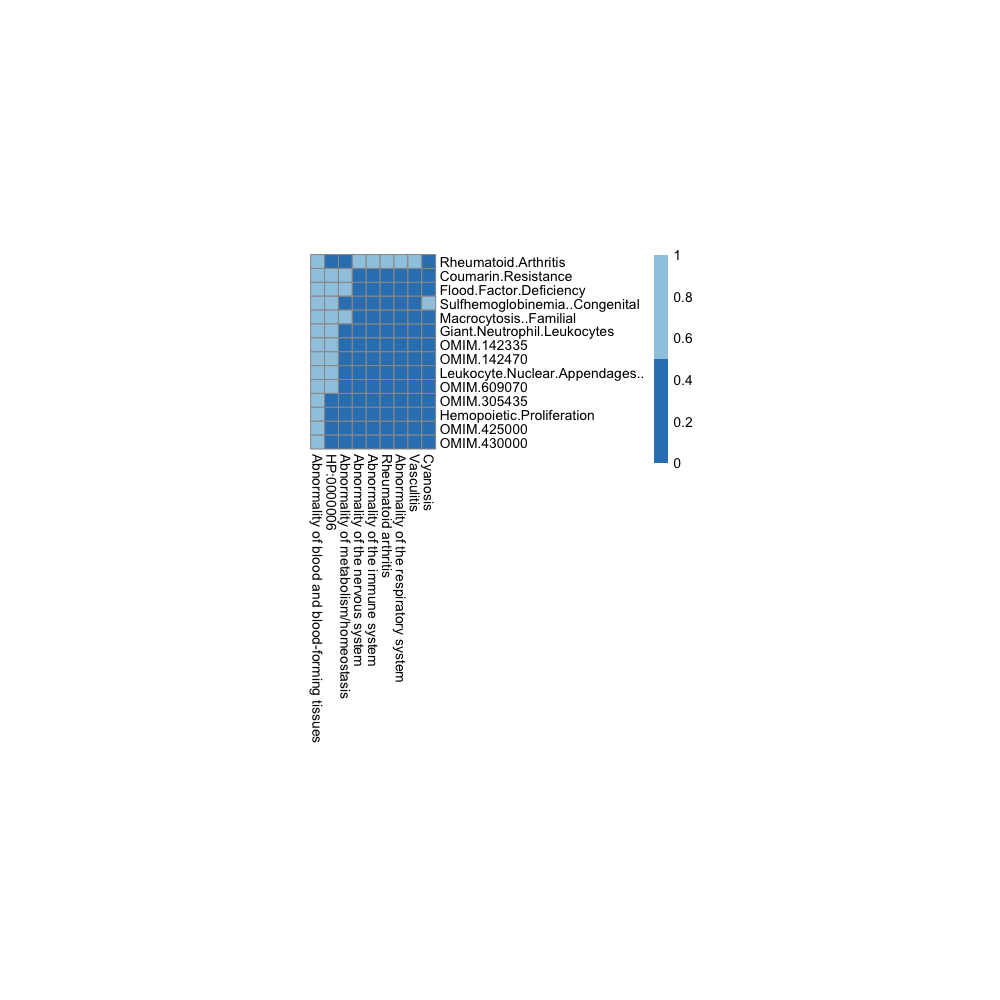 Rheumatoid.Arthritis
Coumarin.Resistance
Flood.Factor.Deficiency
Sulfhemoglobinemia..Congenital
Macrocytosis..Familial
Giant.Neutrophil.Leukocytes
OMIM.142335
OMIM.142470
Leukocyte.Nuclear.Appendages..
OMIM.609070
OMIM.305435
Hemopoietic.Proliferation
OMIM.425000
OMIM.430000
1
0.8
0.6
0.4
0.2
0
Abnormality of blood and blood-forming tissues
HP:0000006
Abnormality of metabolism/homeostasis
Abnormality of the nervous system
Abnormality of the immune system
Rheumatoid arthritis
Abnormality of the respiratory system
Vasculitis
Cyanosis